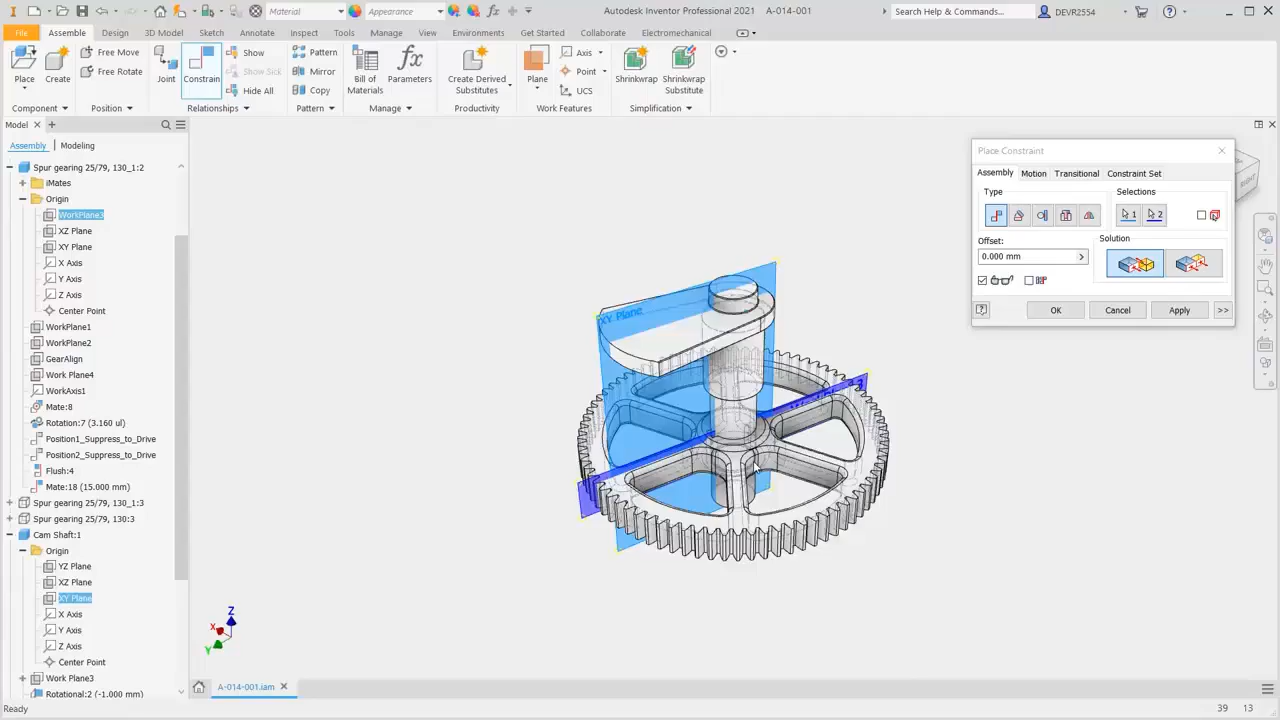 Material
Appearance
Autodesk Inventor Professional 2021
A-014-001
Search Help & Commands...
DEVR2554
File
Assemble
Design
3D Model
Sketch
Annotate
Inspect
Tools
Manage
View
Environments
Get Started
Collaborate
Electromechanical
Place
Create
Free Move
Free Rotate
Component
Position
Joint
Constrain
Show
Show Sick
Hide All
Relationships
Pattern
Mirror
Copy
Pattern
Bill of
Materials
Parameters
Manage
Create Derived
Substitutes
Productivity
Plane
Axis
Point
UCS
Work Features
Shrinkwrap
Shrinkwrap
Substitute
Simplification
Model
Assembly
Modeling
Spur gearing 25/79, 130_1:2
iMates
Origin
WorkPlane3
XZ Plane
XY Plane
X Axis
Y Axis
Z Axis
Center Point
WorkPlane1
WorkPlane2
GearAlign
Work Plane4
WorkAxis1
Mate:8
Rotation:7 (3.160 ul)
Position1_Suppress_to_Drive
Position2_Suppress_to_Drive
Flush:4
Mate:18 (15.000 mm)
Spur gearing 25/79, 130_1:3
Spur gearing 25/79, 130:3
Cam Shaft:1
Origin
YZ Plane
XZ Plane
XY Plane
X Axis
Y Axis
Z Axis
Center Point
Work Plane3
Rotational:2 (-1.000 mm)
XY Plane
Z
X
Y
RIGHT
Place Constraint
Assembly
Motion
Transitional
Constraint Set
Type
Selections
1
2
Offset:
0.000 mm
Solution
OK
Cancel
Apply
>>
A-014-001.iam
Ready
39
13